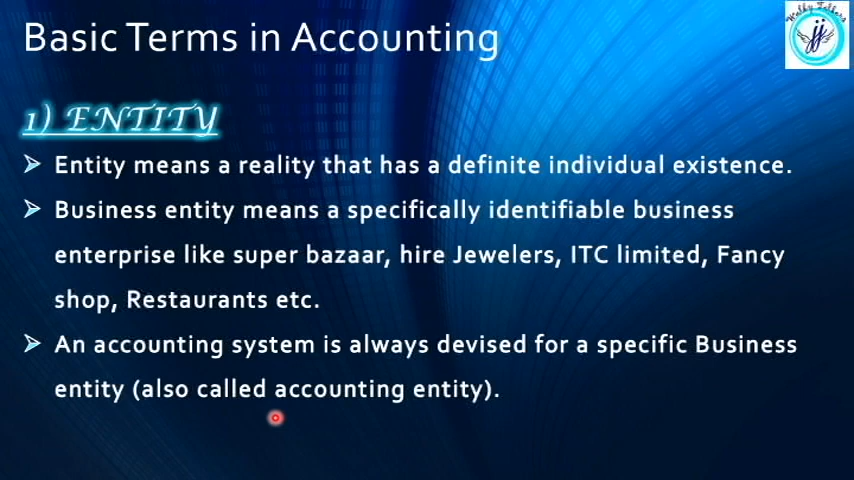 Basic Terms in Accounting
1) ENTITY
➢ Entity means a reality that has a definite individual existence.
➢ Business entity means a specifically identifiable business
enterprise like super bazaar, hire Jewelers, ITC limited, Fancy
shop, Restaurants etc.
➢ An accounting system is always devised for a specific Business
entity (also called accounting entity).